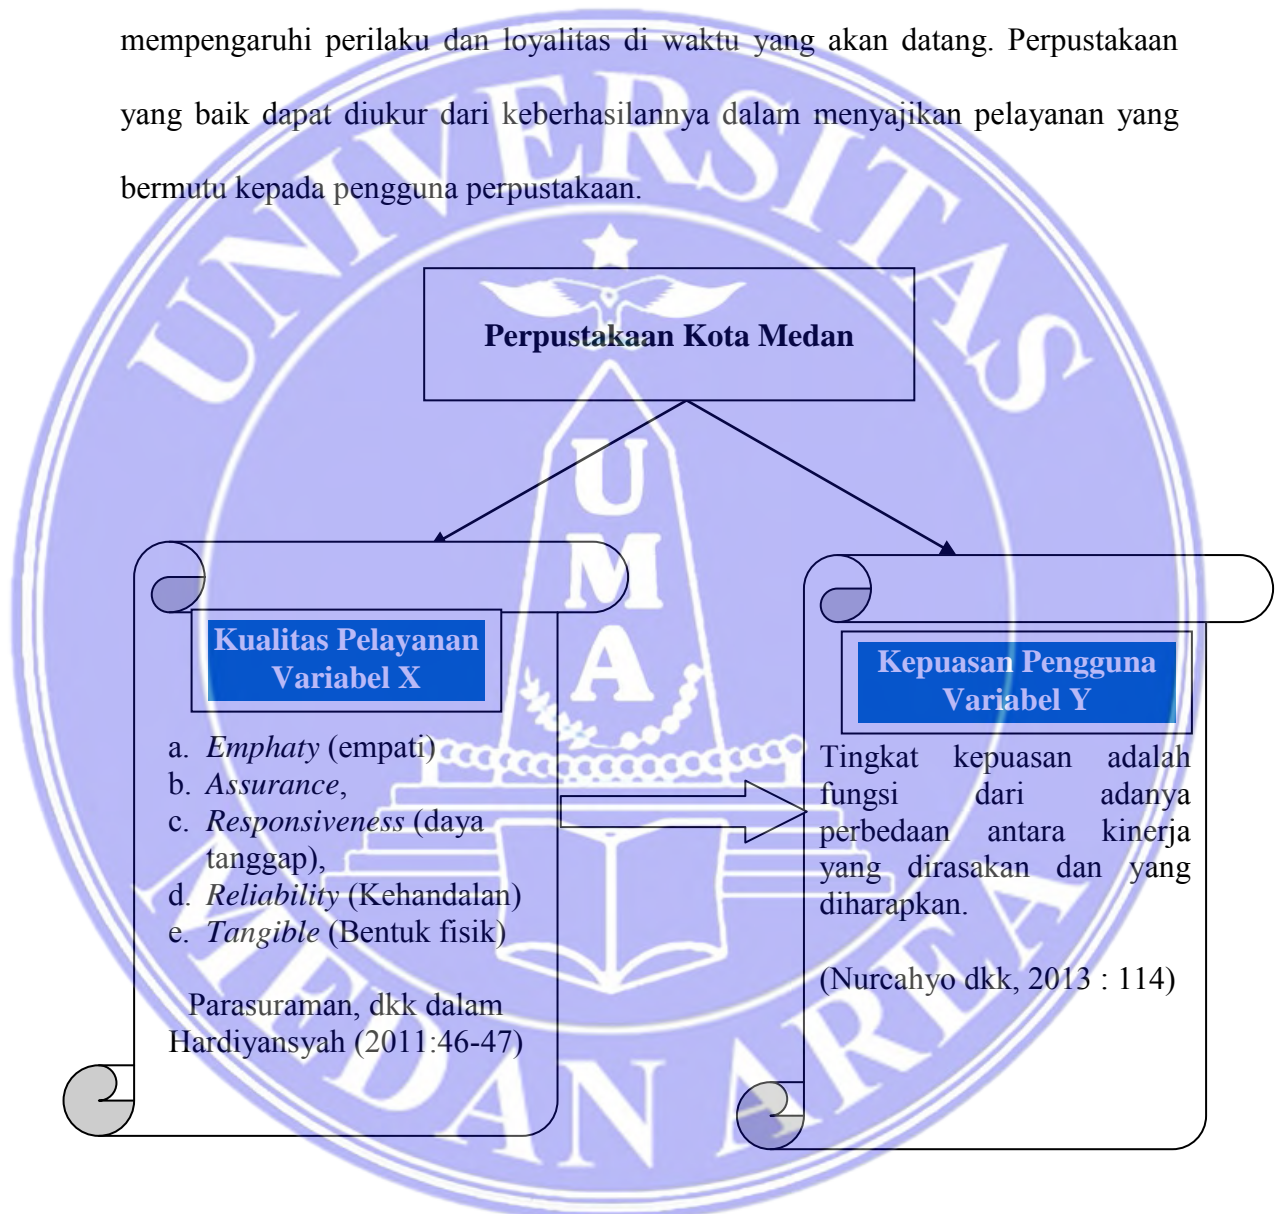 mempengaruhi perilaku dan loyalitas di waktu yang akan datang. Perpustakaan
yang baik dapat diukur dari keberhasilannya dalam menyajikan pelayanan yang
bermutu kepada pengguna perpustakaan.
UNIVERSITAS
Perpustakaan Kota Medan
UMA
Kualitas Pelayanan
Variabel X
a. Emphaty (empati)
b. Assurance,
c. Responsiveness (daya
tanggap),
d. Reliability (Kehandalan)
e. Tangible (Bentuk fisik)
Parasuraman, dkk dalam
Hardiyansyah (2011:46-47)
Kepuasan Pengguna
Variabel Y
Tingkat kepuasan adalah
fungsi dari adanya
perbedaan antara kinerja
yang dirasakan dan yang
diharapkan.
(Nurcahyo dkk, 2013 : 114)
MEDAN AREA